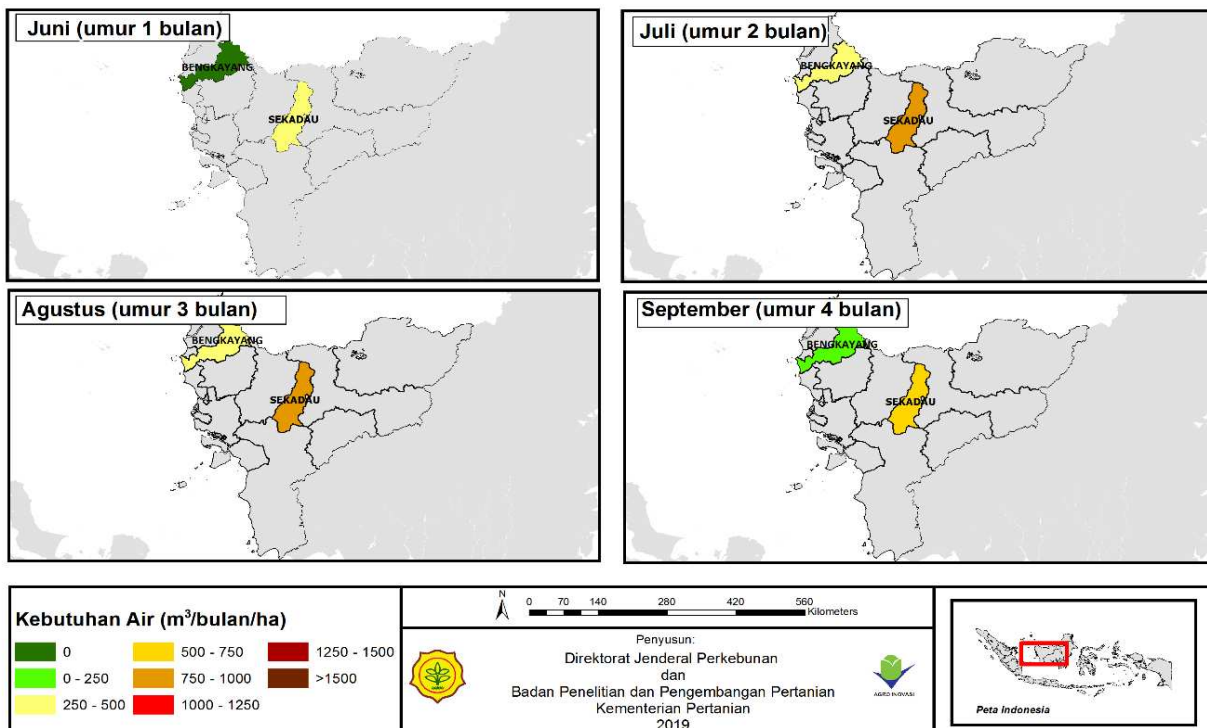 Juni (umur 1 bulan)
BENGKAYANG
SEKADAU
Juli (umur 2 bulan)
BENGKAYANG
SEKADAU
Agustus (umur 3 bulan)
BENGKAYANG
SEKADAU
September (umur 4 bulan)
BENGKAYANG
SEKADAU
Kebutuhan Air (m³/bulan/ha)
0
0 - 250
250 - 500
500 - 750
750 - 1000
1000 - 1250
1250 - 1500
>1500
N
0 70 140 280 420 560
Kilometers
Penyusun:
Direktorat Jenderal Perkebunan
dan
Badan Penelitian dan Pengembangan Pertanian
Kementerian Pertanian
2019
AGRO INOVASI
Peta Indonesia